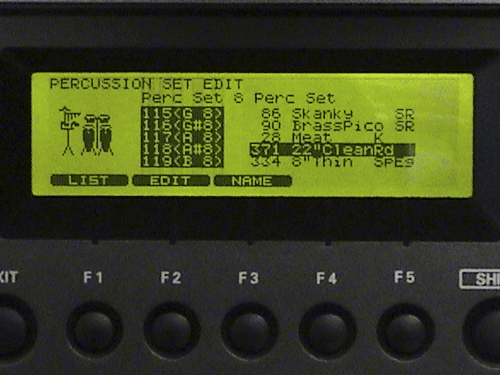 PERCUSSION SET EDIT
Perc Set 8 Perc Set
115(G 8) 86 Skanky SR
116(G#8) 90 BrassPico SR
117(A 8) 28 Meat K
118(A#8) 371 22"CleanRd
119(B 8) 334 8"Thin SPEs
LIST EDIT NAME
XIT F1 F2 F3 F4 F5 SHI